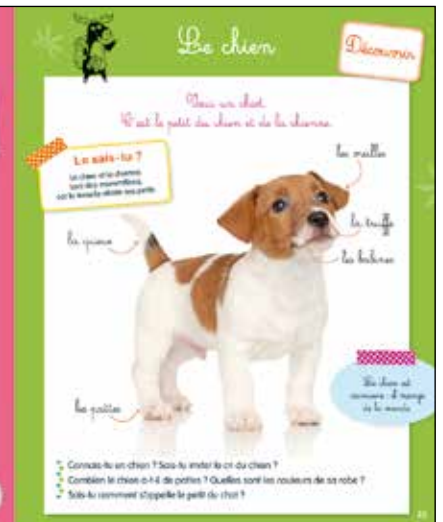 Le chien
Découvrir
C'est le petit du chien et de la chienne.
Le sais-tu ?
Le chien et la chienne
sont des mammifères,
car la femelle allaite ses petits.
les oreilles
la truffe
les babines
la queue
les pattes
Le chien est
carnivore : il mange
de la viande.
Connais-tu un chien ? Sais-tu imiter le cri du chien ?
Combien le chien a-t-il de pattes ? Quelles sont les couleurs de sa robe ?
Sais-tu comment s'appelle le petit du chat ?